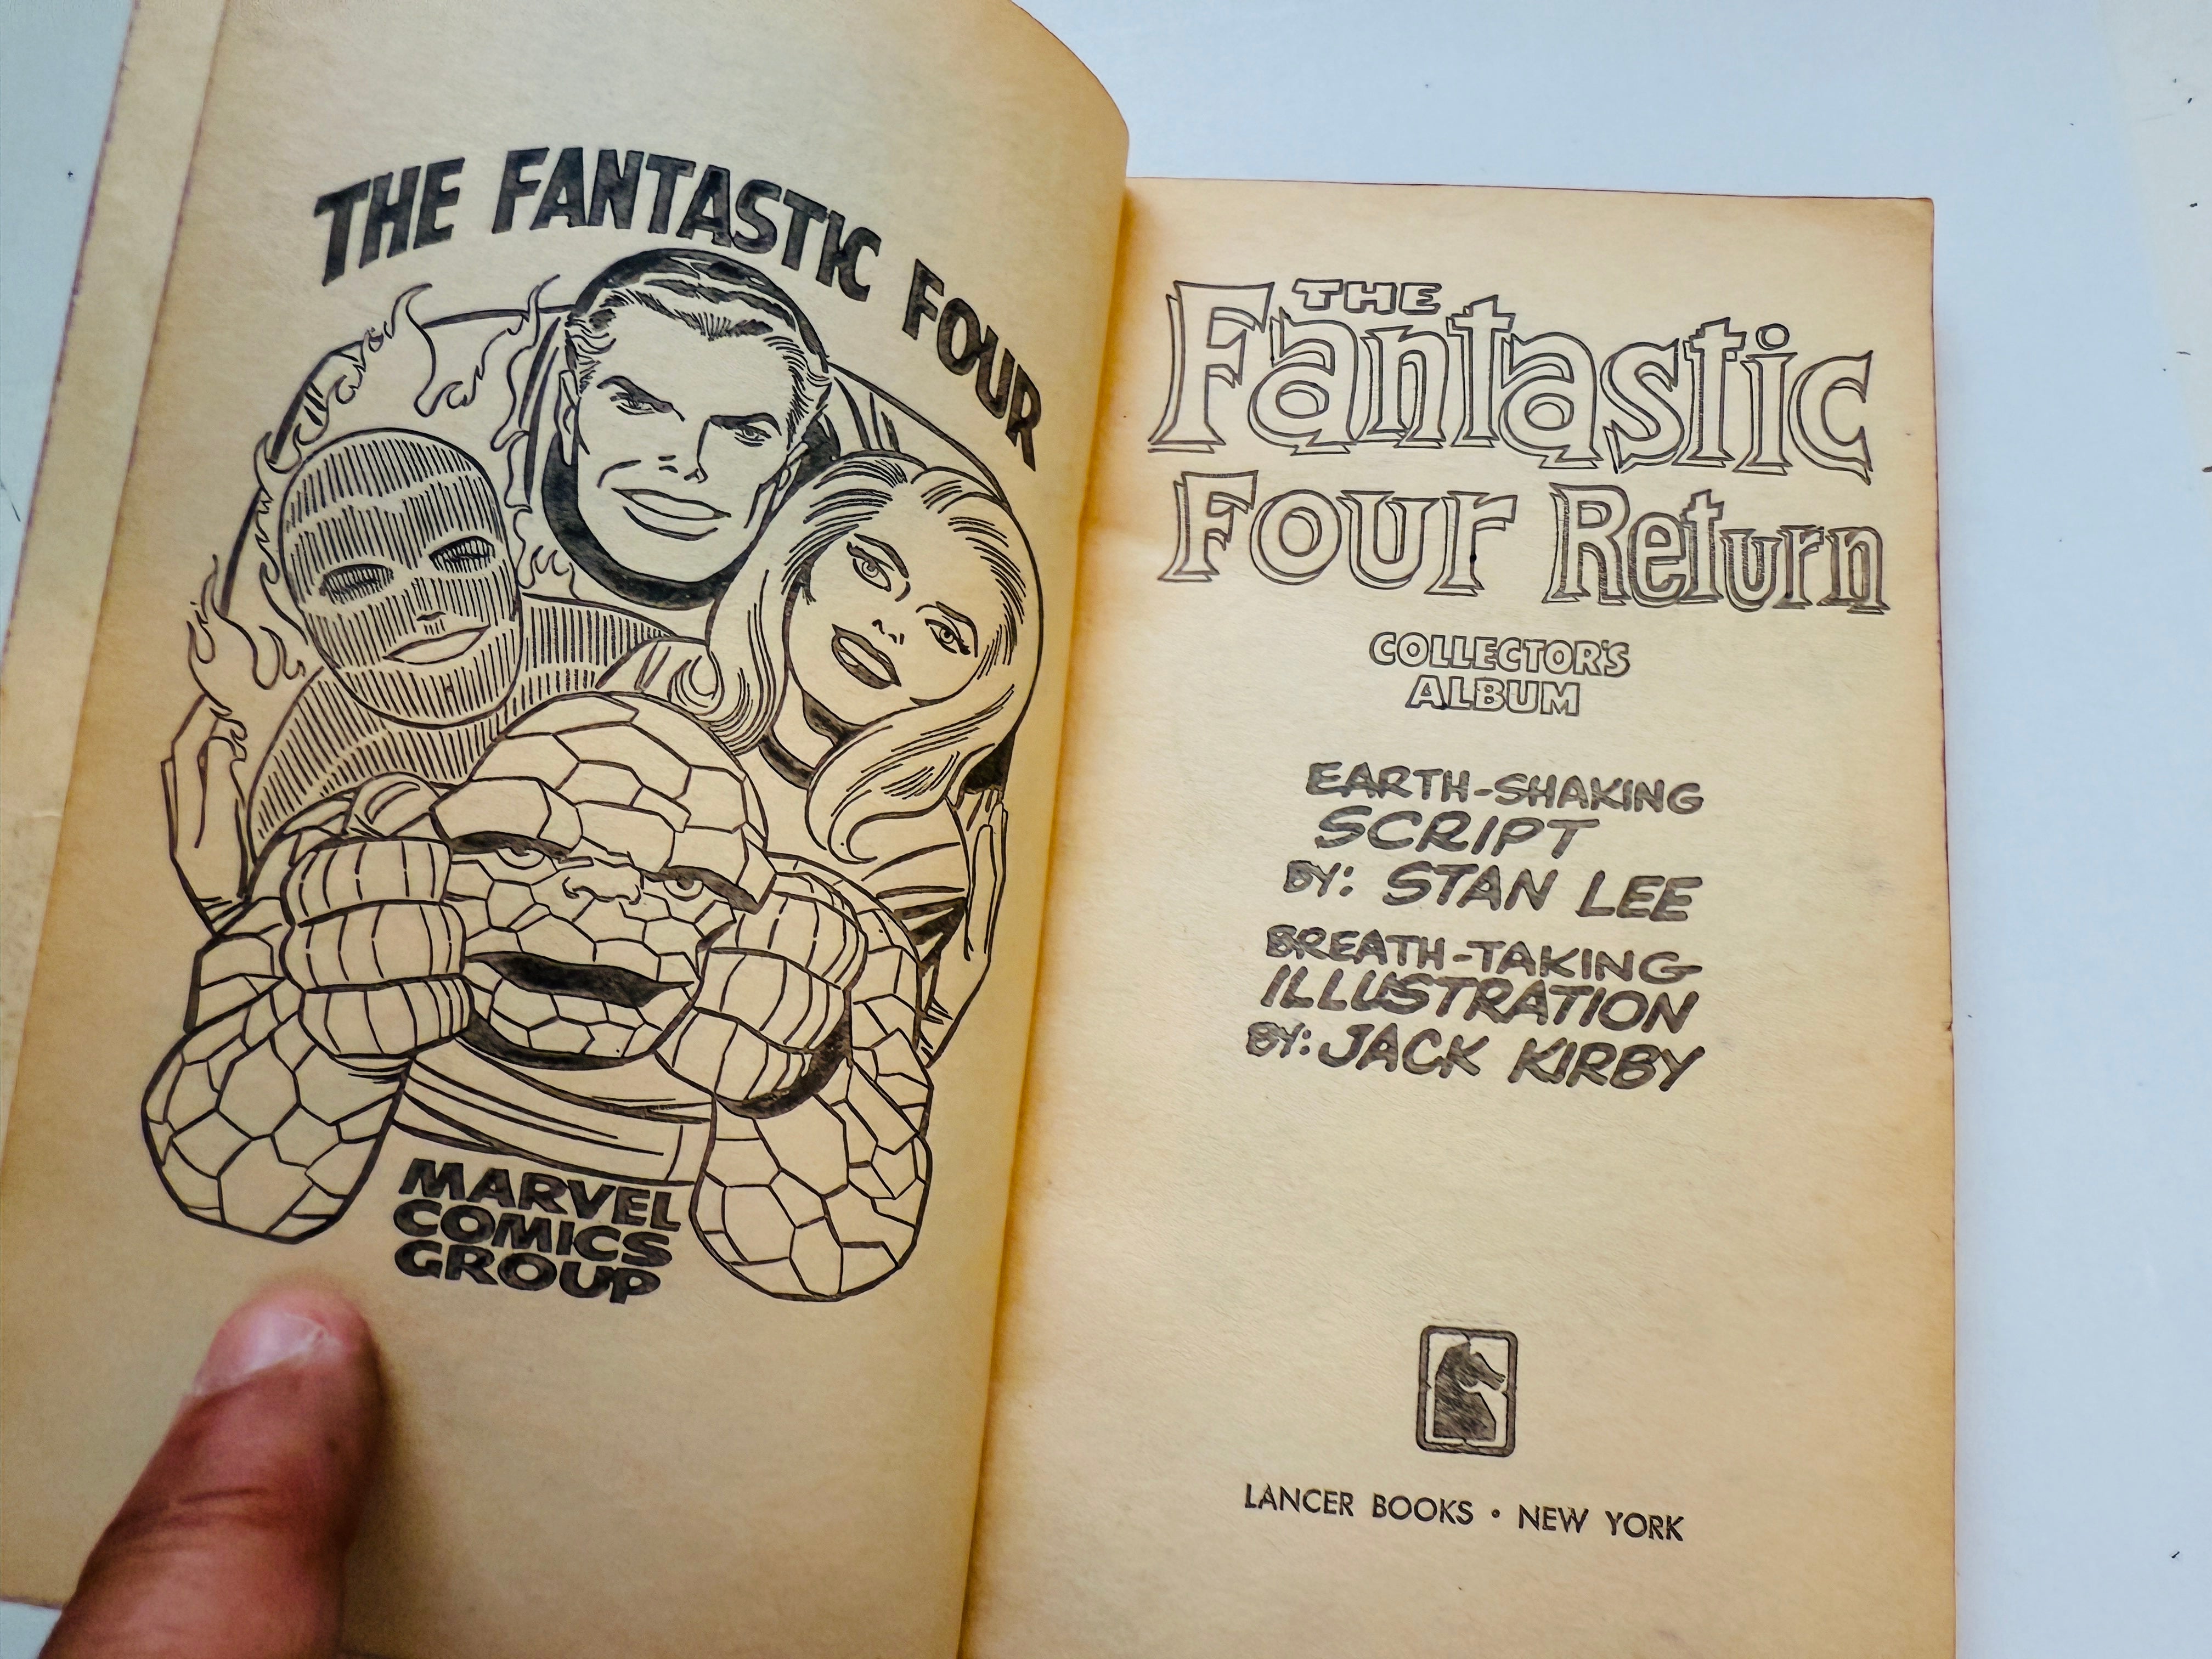 THE FANTASTIC FOUR
MARVEL
COMICS
GROUP
THE
Fantastic
Four Return
COLLECTOR'S
ALBUM
EARTH-SHAKING
SCRIPT
BY: STAN LEE
BREATH-TAKING
ILLUSTRATION
BY: JACK KIRBY
LANCER BOOKS • NEW YORK